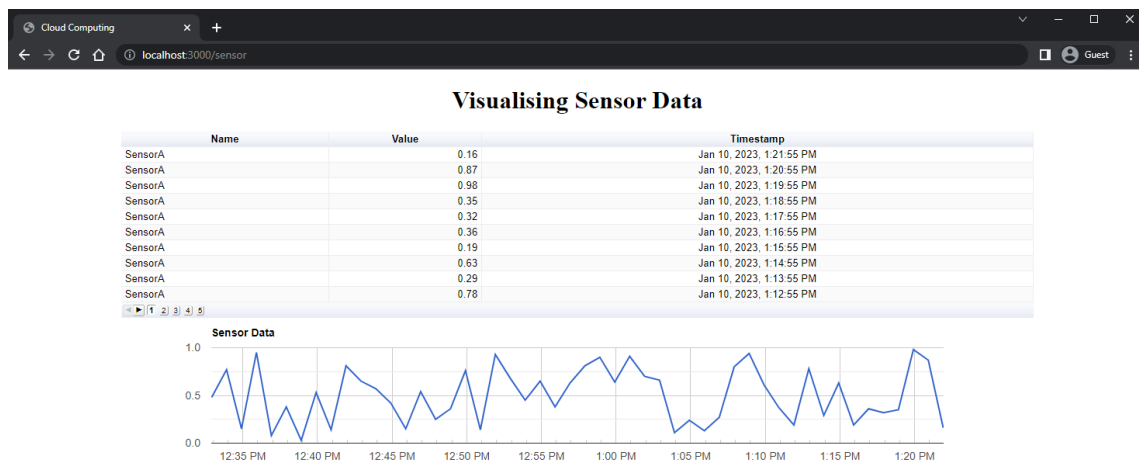 Cloud Computing
localhost:3000/sensor
Guest
Visualising Sensor Data
Name Value Timestamp
SensorA 0.16 Jan 10, 2023, 1:21:55 PM
SensorA 0.87 Jan 10, 2023, 1:20:55 PM
SensorA 0.98 Jan 10, 2023, 1:19:55 PM
SensorA 0.35 Jan 10, 2023, 1:18:55 PM
SensorA 0.32 Jan 10, 2023, 1:17:55 PM
SensorA 0.36 Jan 10, 2023, 1:16:55 PM
SensorA 0.19 Jan 10, 2023, 1:15:55 PM
SensorA 0.63 Jan 10, 2023, 1:14:55 PM
SensorA 0.29 Jan 10, 2023, 1:13:55 PM
SensorA 0.78 Jan 10, 2023, 1:12:55 PM
1 2 3 4 5
Sensor Data
1.0
0.5
0.0
12:35 PM 12:40 PM 12:45 PM 12:50 PM 12:55 PM 1:00 PM 1:05 PM 1:10 PM 1:15 PM 1:20 PM